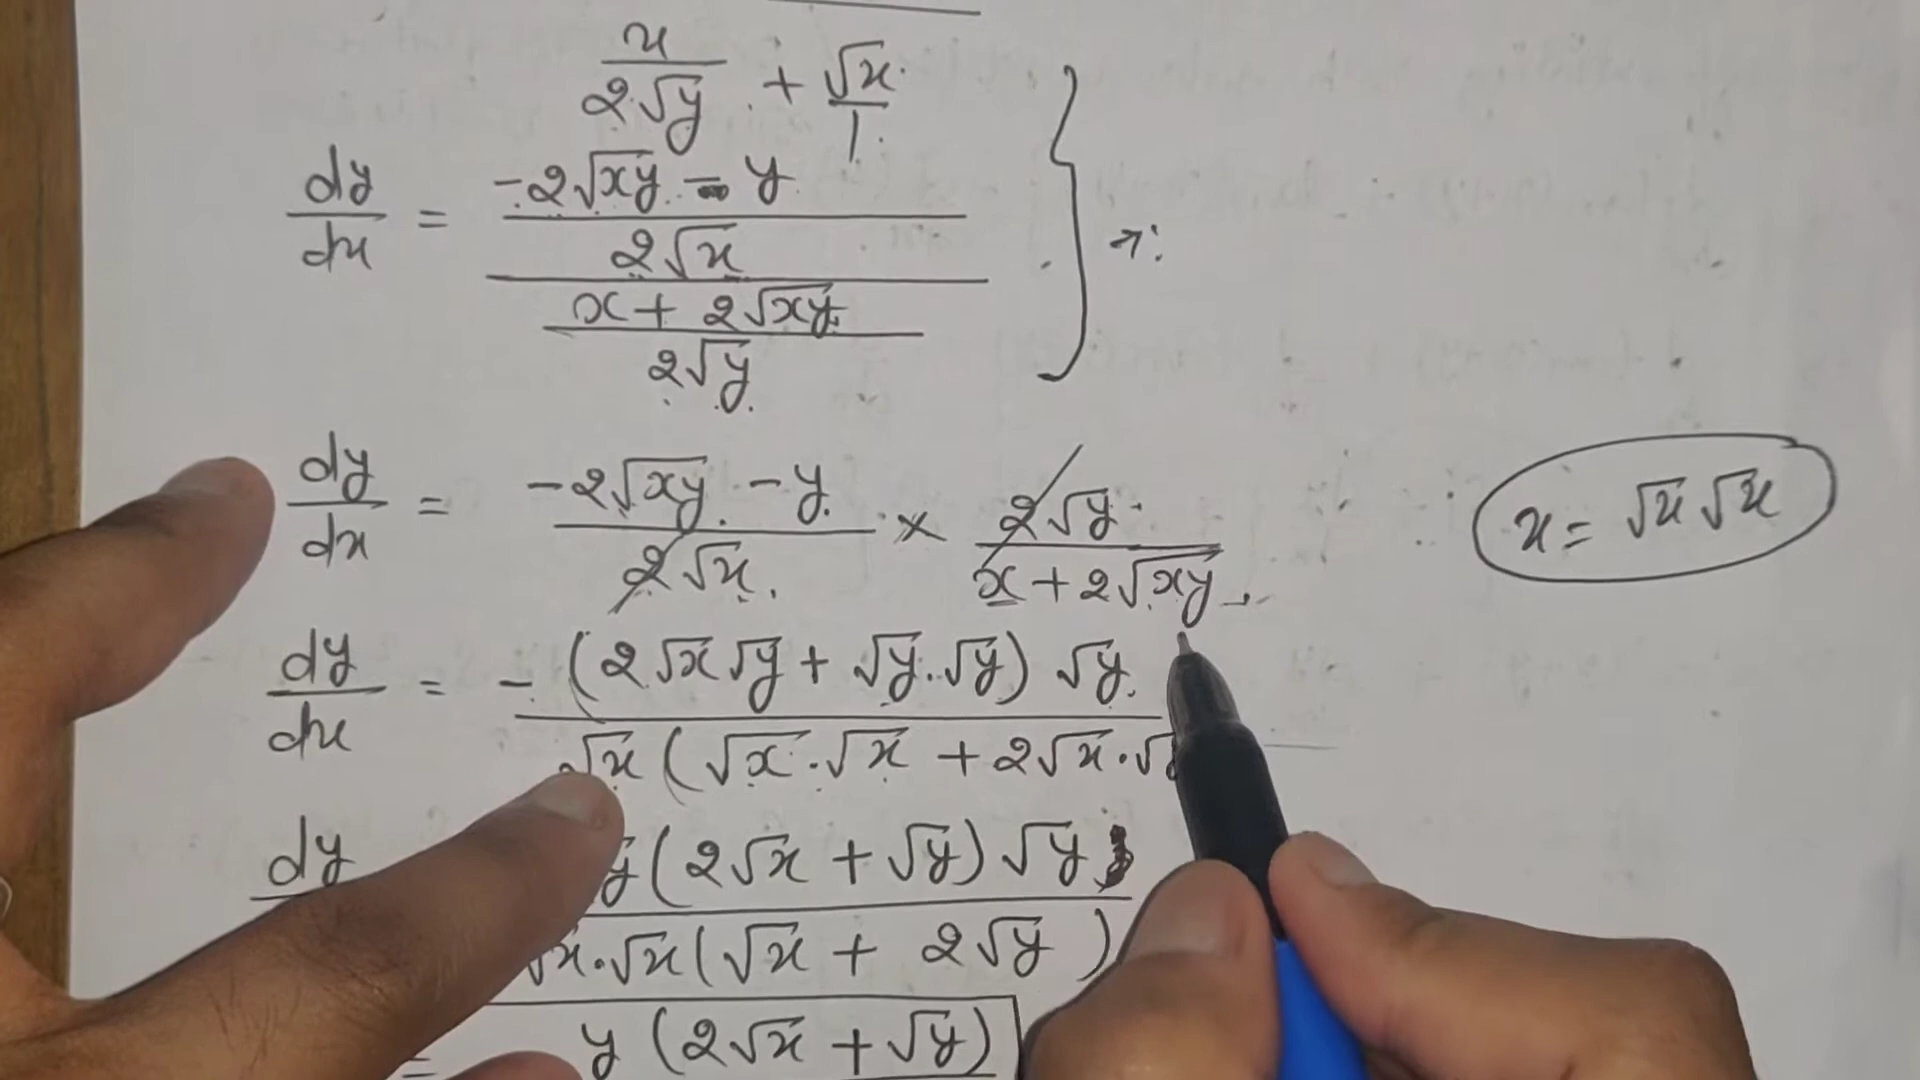 x/2√y + √x/1
dy/dx = ((-2√xy - y)/(2√x))/((x + 2√xy)/(2√y))
dy/dx = (-2√xy - y)/(2√x) × (2√y)/(x + 2√xy)
x = √x √x
dy/dx = -(2√x√y + √y.√y)√y/(√x(√x.√x + 2√x.√
dy (2√x + √y)√y/√x.√x(√x + 2√y)
= y(2√x + √y)